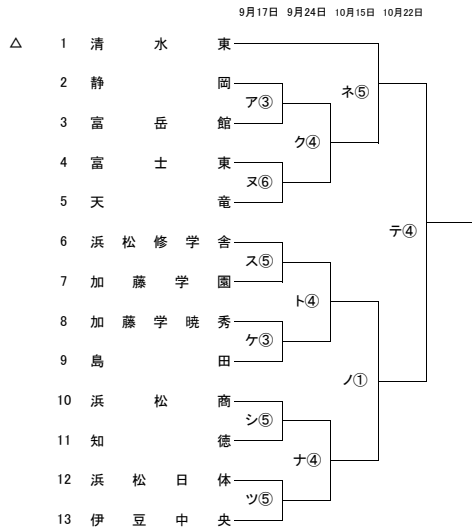 9月17日 9月24日 10月15日 10月22日
△ 1 清水東
2 静岡
ア③
ネ⑤
3 富岳館
ク④
4 富士東
ヌ⑥
5 天竜
テ④
6 浜松修学舎
ス⑤
7 加藤学園
ト④
8 加藤学暁秀
ケ③
9 島田
ノ①
10 浜松商
シ⑤
11 知徳
ナ④
12 浜松日体
ツ⑤
13 伊豆中央